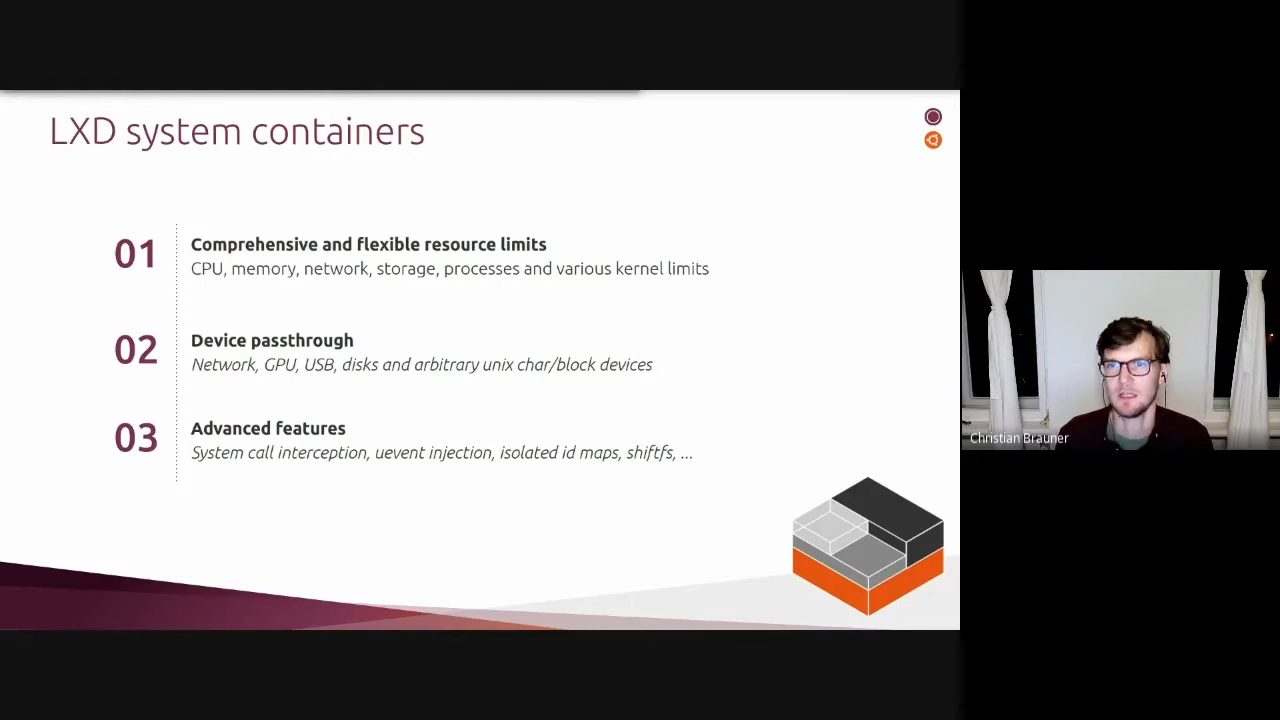 LXD system containers
01
Comprehensive and flexible resource limits
CPU, memory, network, storage, processes and various kernel limits
02
Device passthrough
Network, GPU, USB, disks and arbitrary unix char/block devices
03
Advanced features
System call interception, uevent injection, isolated id maps, shiftfs, ...
Christian Brauner